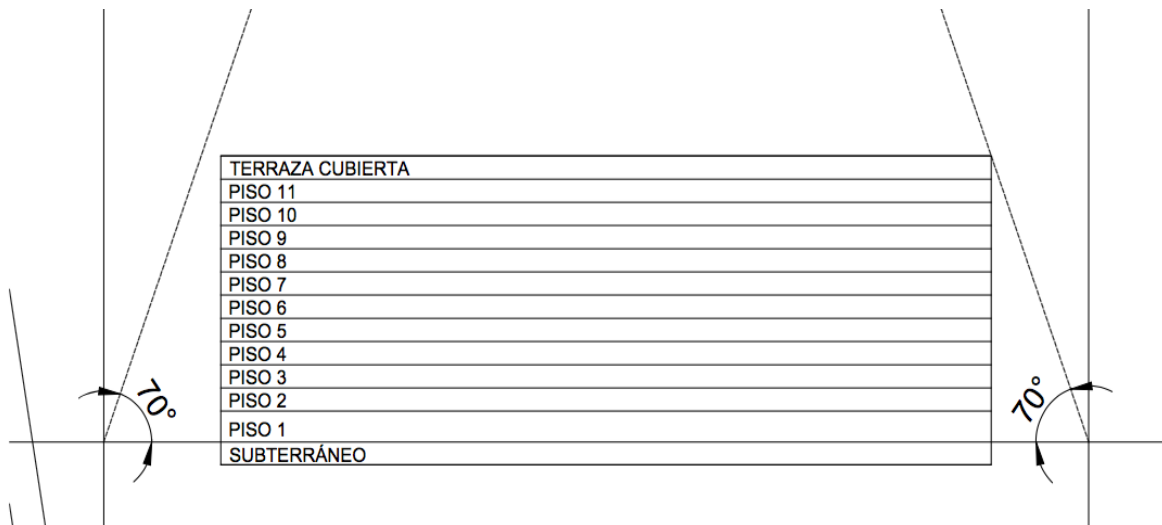 TERRAZA CUBIERTA
PISO 11
PISO 10
PISO 9
PISO 8
PISO 7
PISO 6
PISO 5
PISO 4
PISO 3
PISO 2
PISO 1
SUBTERRÁNEO
70°
70°